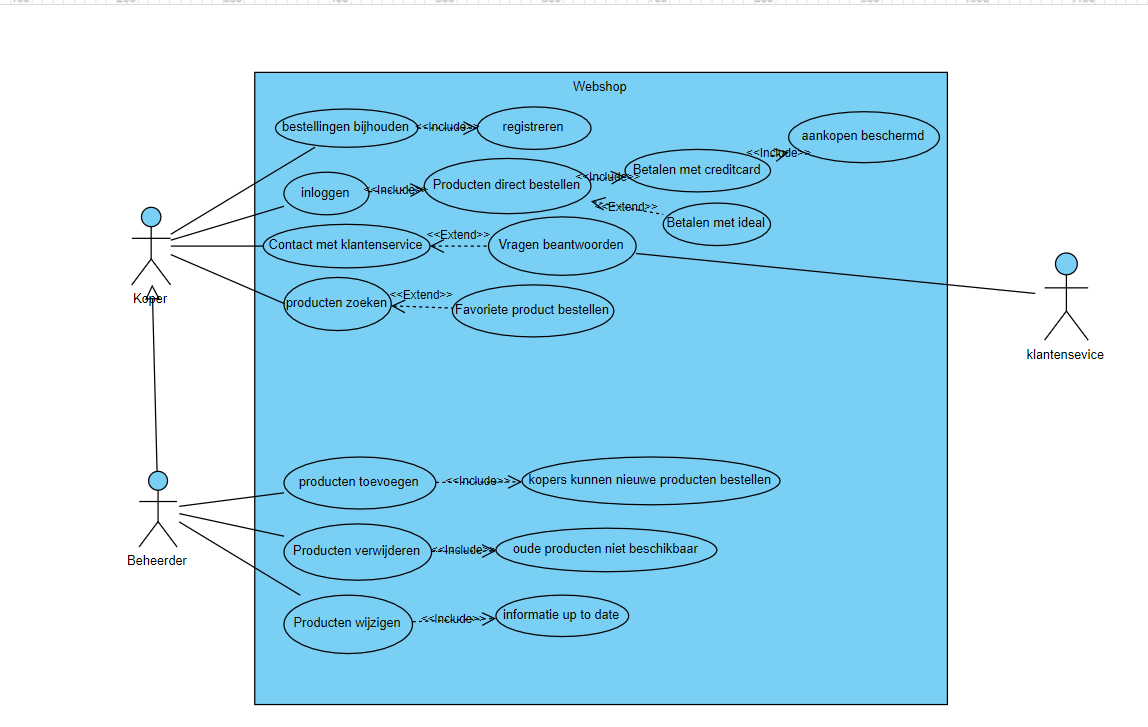 Webshop
bestellingen bijhouden
<<Include>>
registreren
aankopen beschermd
<<Include>>
Betalen met creditcard
<<Include>>
Producten direct bestellen
<<Include>>
inloggen
<<Extend>>
Betalen met ideal
Contact met klantenservice
<<Extend>>
Vragen beantwoorden
producten zoeken
<<Extend>>
Favoriete product bestellen
Koper
klantensevice
producten toevoegen
<<Include>>
kopers kunnen nieuwe producten bestellen
Producten verwijderen
<<Include>>
oude producten niet beschikbaar
Beheerder
Producten wijzigen
<<Include>>
informatie up to date